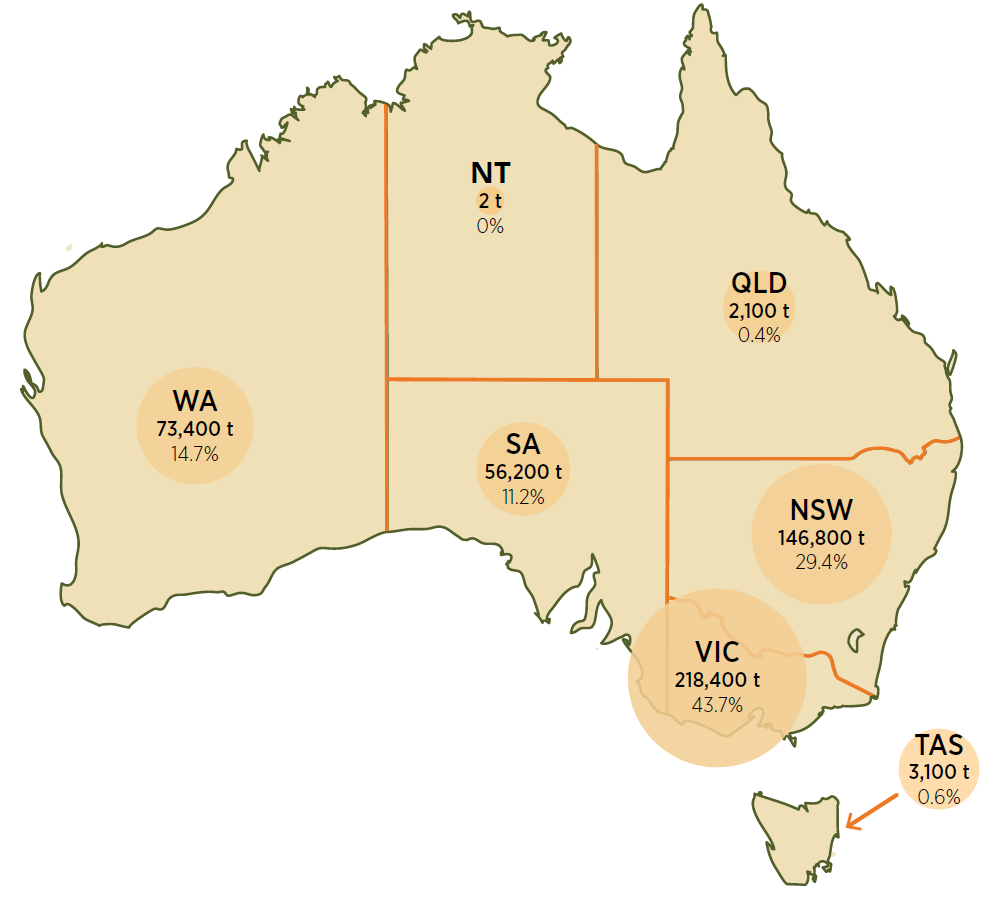 NT
2 t
0%
QLD
2,100 t
0.4%
WA
73,400 t
14.7%
SA
56,200 t
11.2%
NSW
146,800 t
29.4%
VIC
218,400 t
43.7%
TAS
3,100 t
0.6%